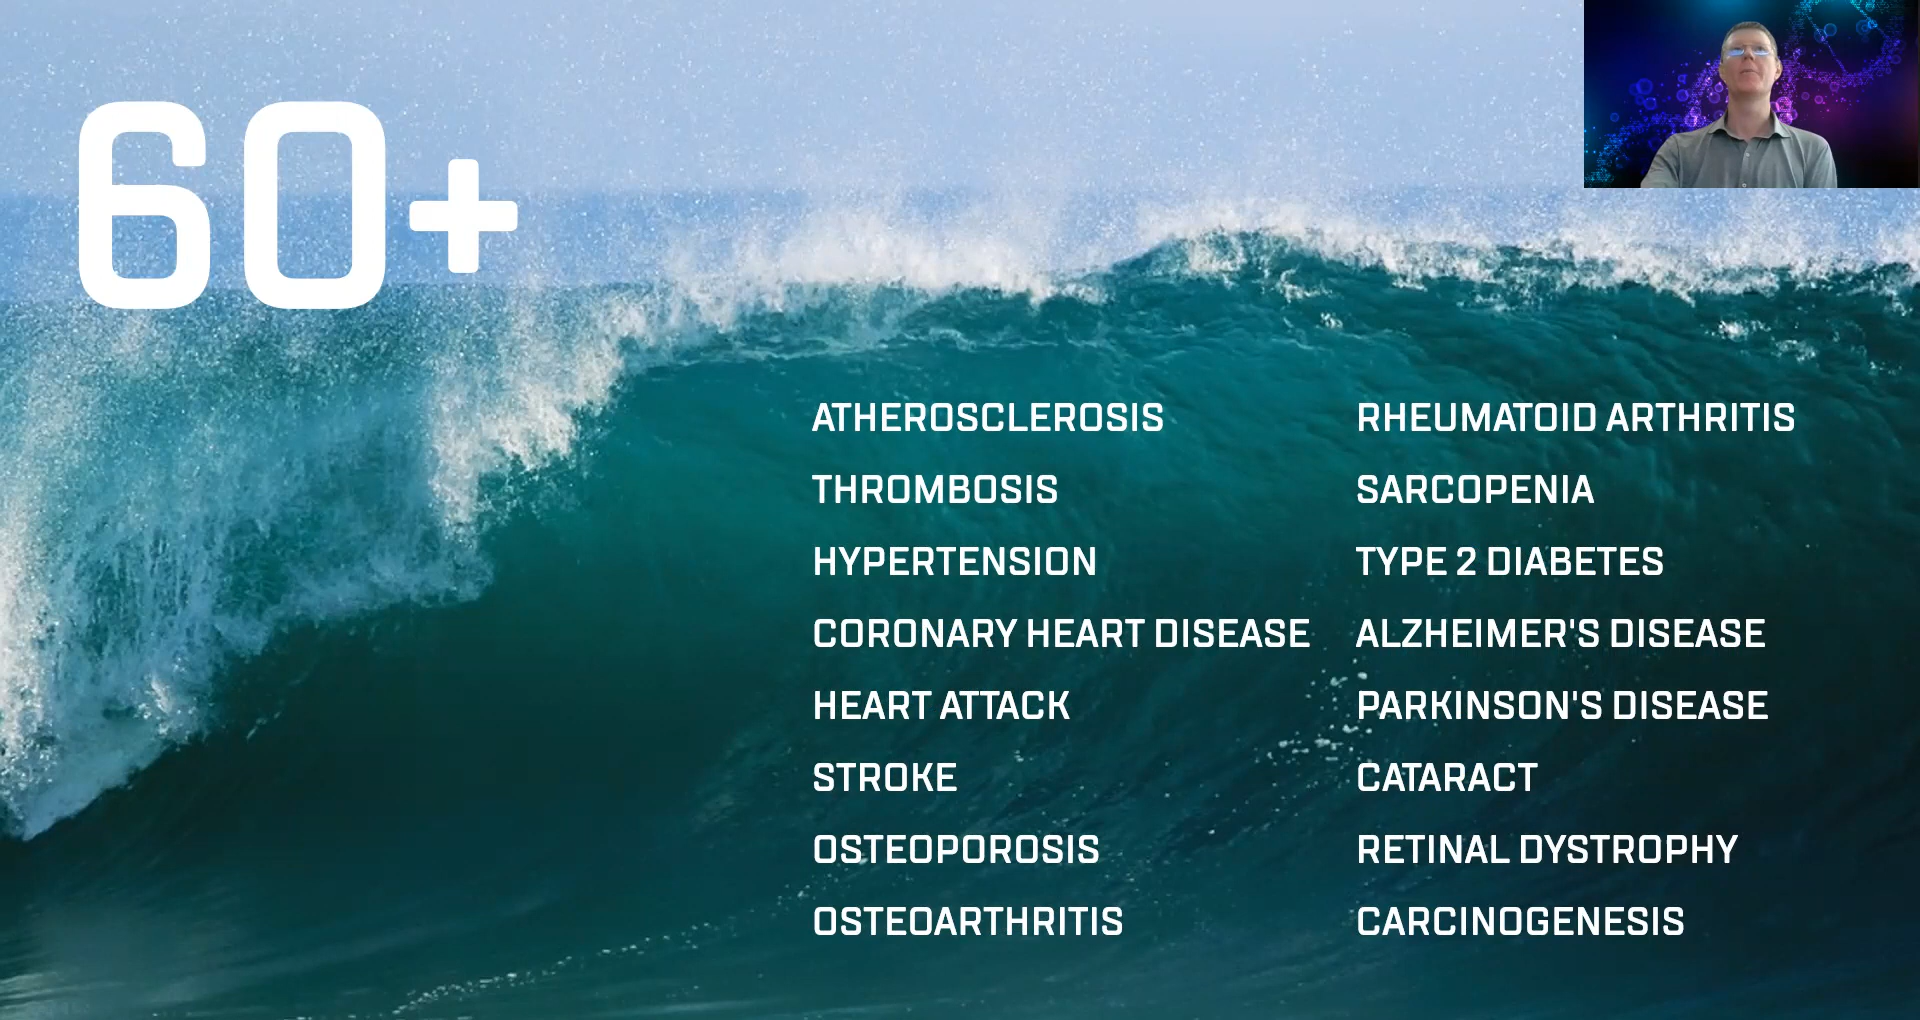 60+
ATHEROSCLEROSIS
THROMBOSIS
HYPERTENSION
CORONARY HEART DISEASE
HEART ATTACK
STROKE
OSTEOPOROSIS
OSTEOARTHRITIS
RHEUMATOID ARTHRITIS
SARCOPENIA
TYPE 2 DIABETES
ALZHEIMER'S DISEASE
PARKINSON'S DISEASE
CATARACT
RETINAL DYSTROPHY
CARCINOGENESIS